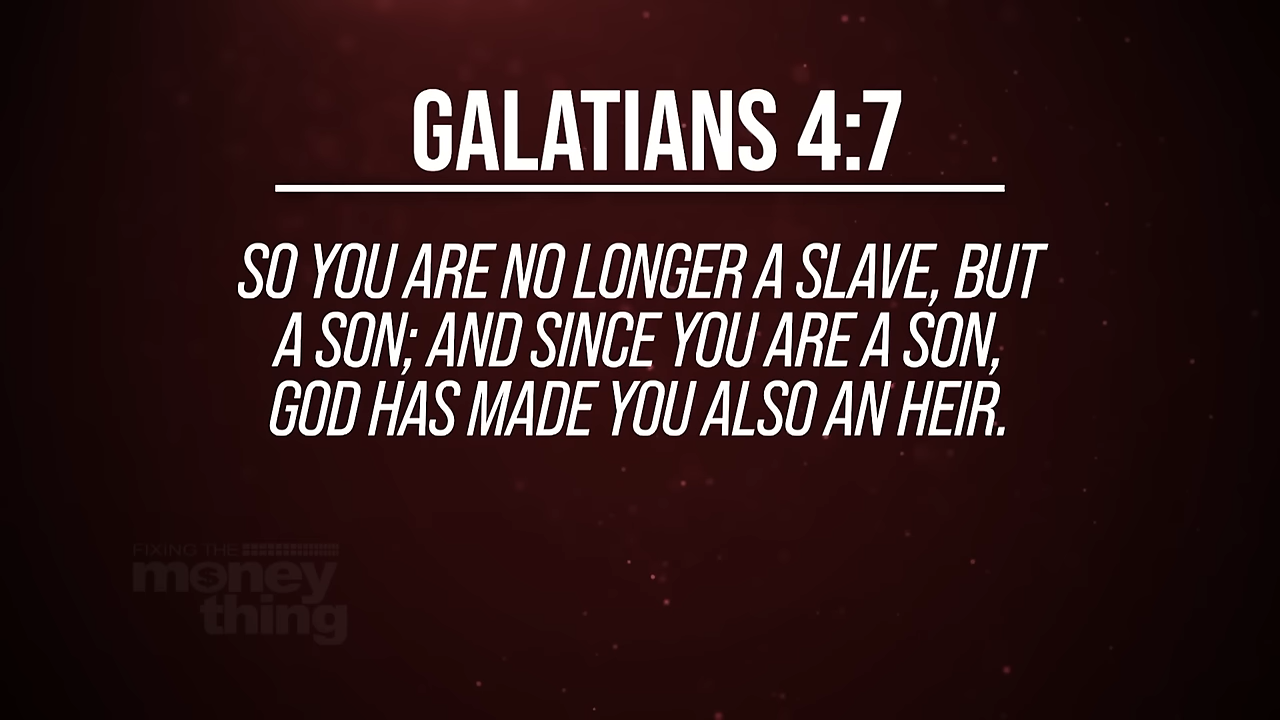 GALATIANS 4:7
SO YOU ARE NO LONGER A SLAVE, BUT
A SON; AND SINCE YOU ARE A SON,
GOD HAS MADE YOU ALSO AN HEIR.
FIXING THE
money
thing